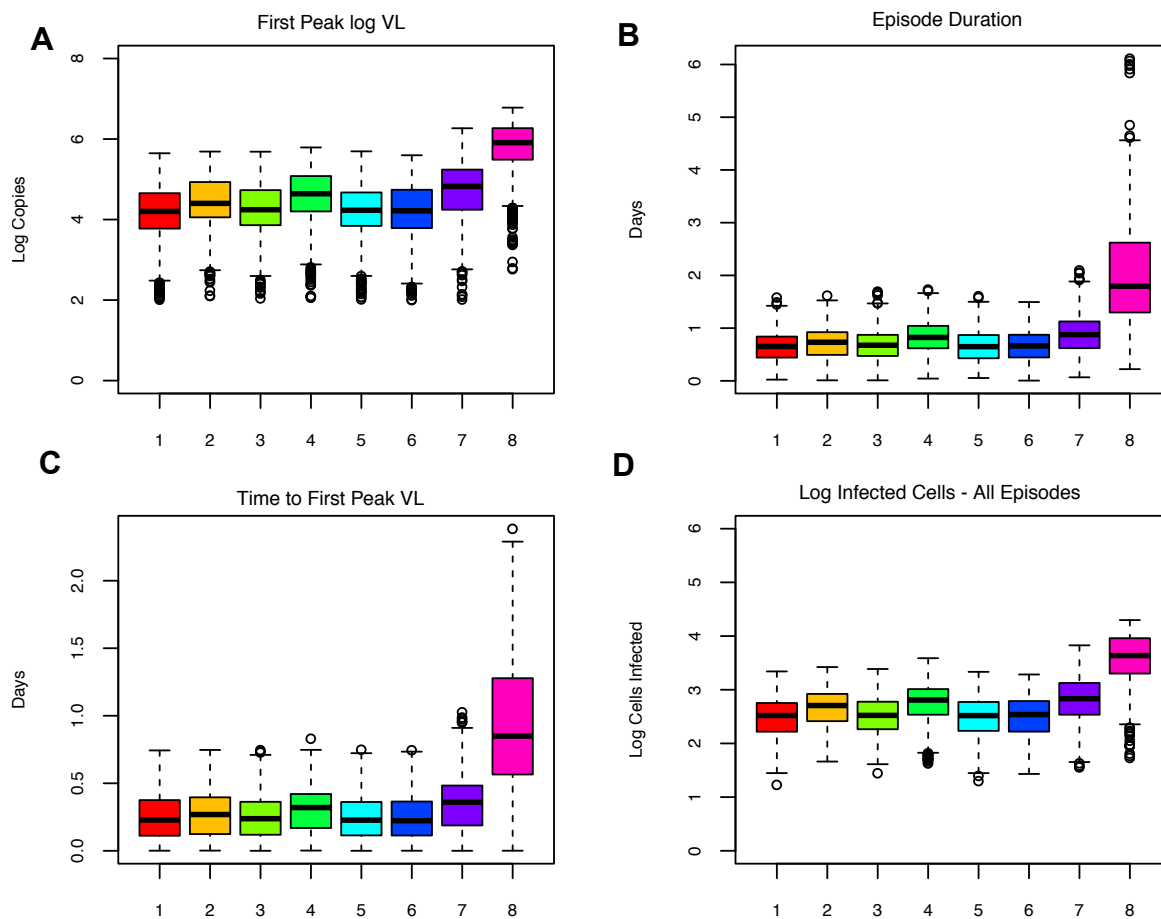 A
First Peak log VL
Log Copies
8
6
4
2
0
1 2 3 4 5 6 7 8
B
Episode Duration
Days
6
5
4
3
2
1
0
1 2 3 4 5 6 7 8
C
Time to First Peak VL
Days
2.0
1.5
1.0
0.5
0.0
1 2 3 4 5 6 7 8
D
Log Infected Cells - All Episodes
Log Cells Infected
6
5
4
3
2
1
0
1 2 3 4 5 6 7 8